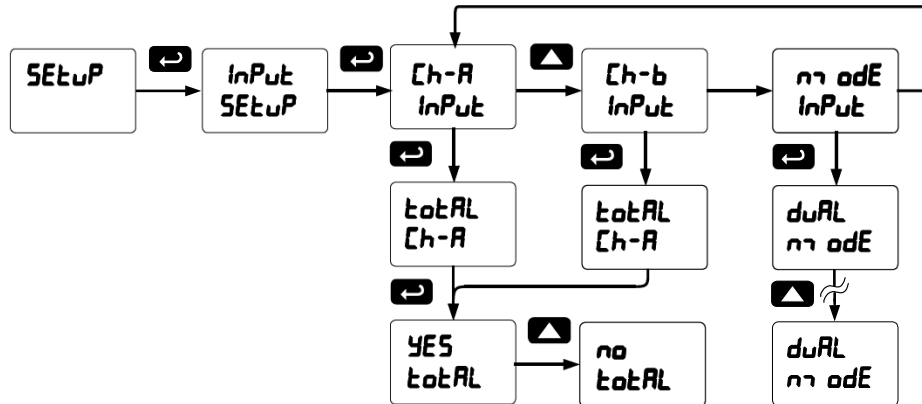 SEtuP
InPut
SEtuP
Ch-A
InPut
Ch-b
InPut
modE
InPut
totAL
Ch-A
totAL
Ch-A
duAL
modE
YES
totAL
no
totAL
duAL
modE